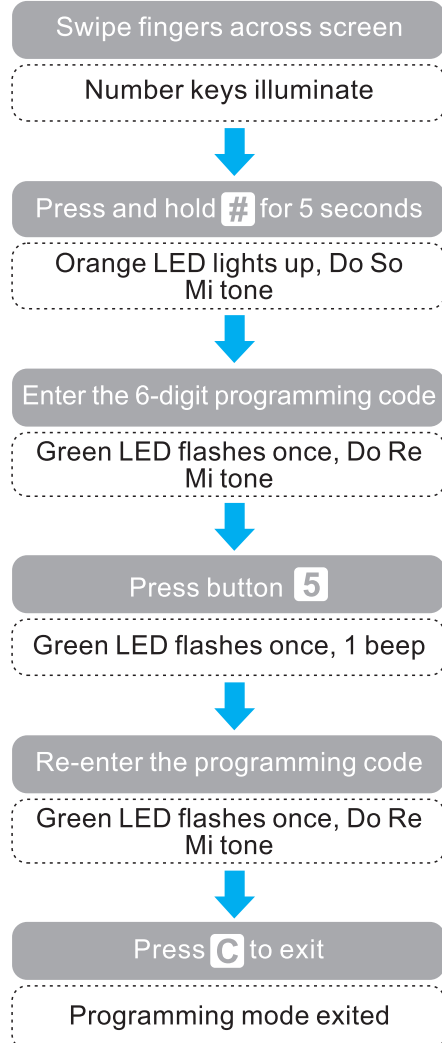 Swipe fingers across screen
Number keys illuminate
Press and hold # for 5 seconds
Orange LED lights up, Do So
Mi tone
Enter the 6-digit programming code
Green LED flashes once, Do Re
Mi tone
Press button 5
Green LED flashes once, 1 beep
Re-enter the programming code
Green LED flashes once, Do Re
Mi tone
Press C to exit
Programming mode exited